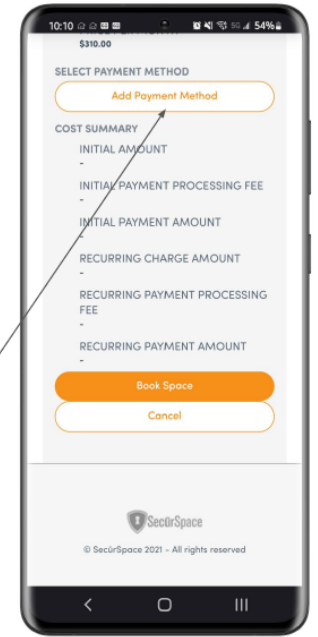 10:10 5G 54%
$310.00
SELECT PAYMENT METHOD
Add Payment Method
COST SUMMARY
INITIAL AMOUNT
-
INITIAL PAYMENT PROCESSING FEE
-
INITIAL PAYMENT AMOUNT
-
RECURRING CHARGE AMOUNT
-
RECURRING PAYMENT PROCESSING
FEE
-
RECURRING PAYMENT AMOUNT
-
Book Space
Cancel
SecürSpace
© SecürSpace 2021 - All rights reserved